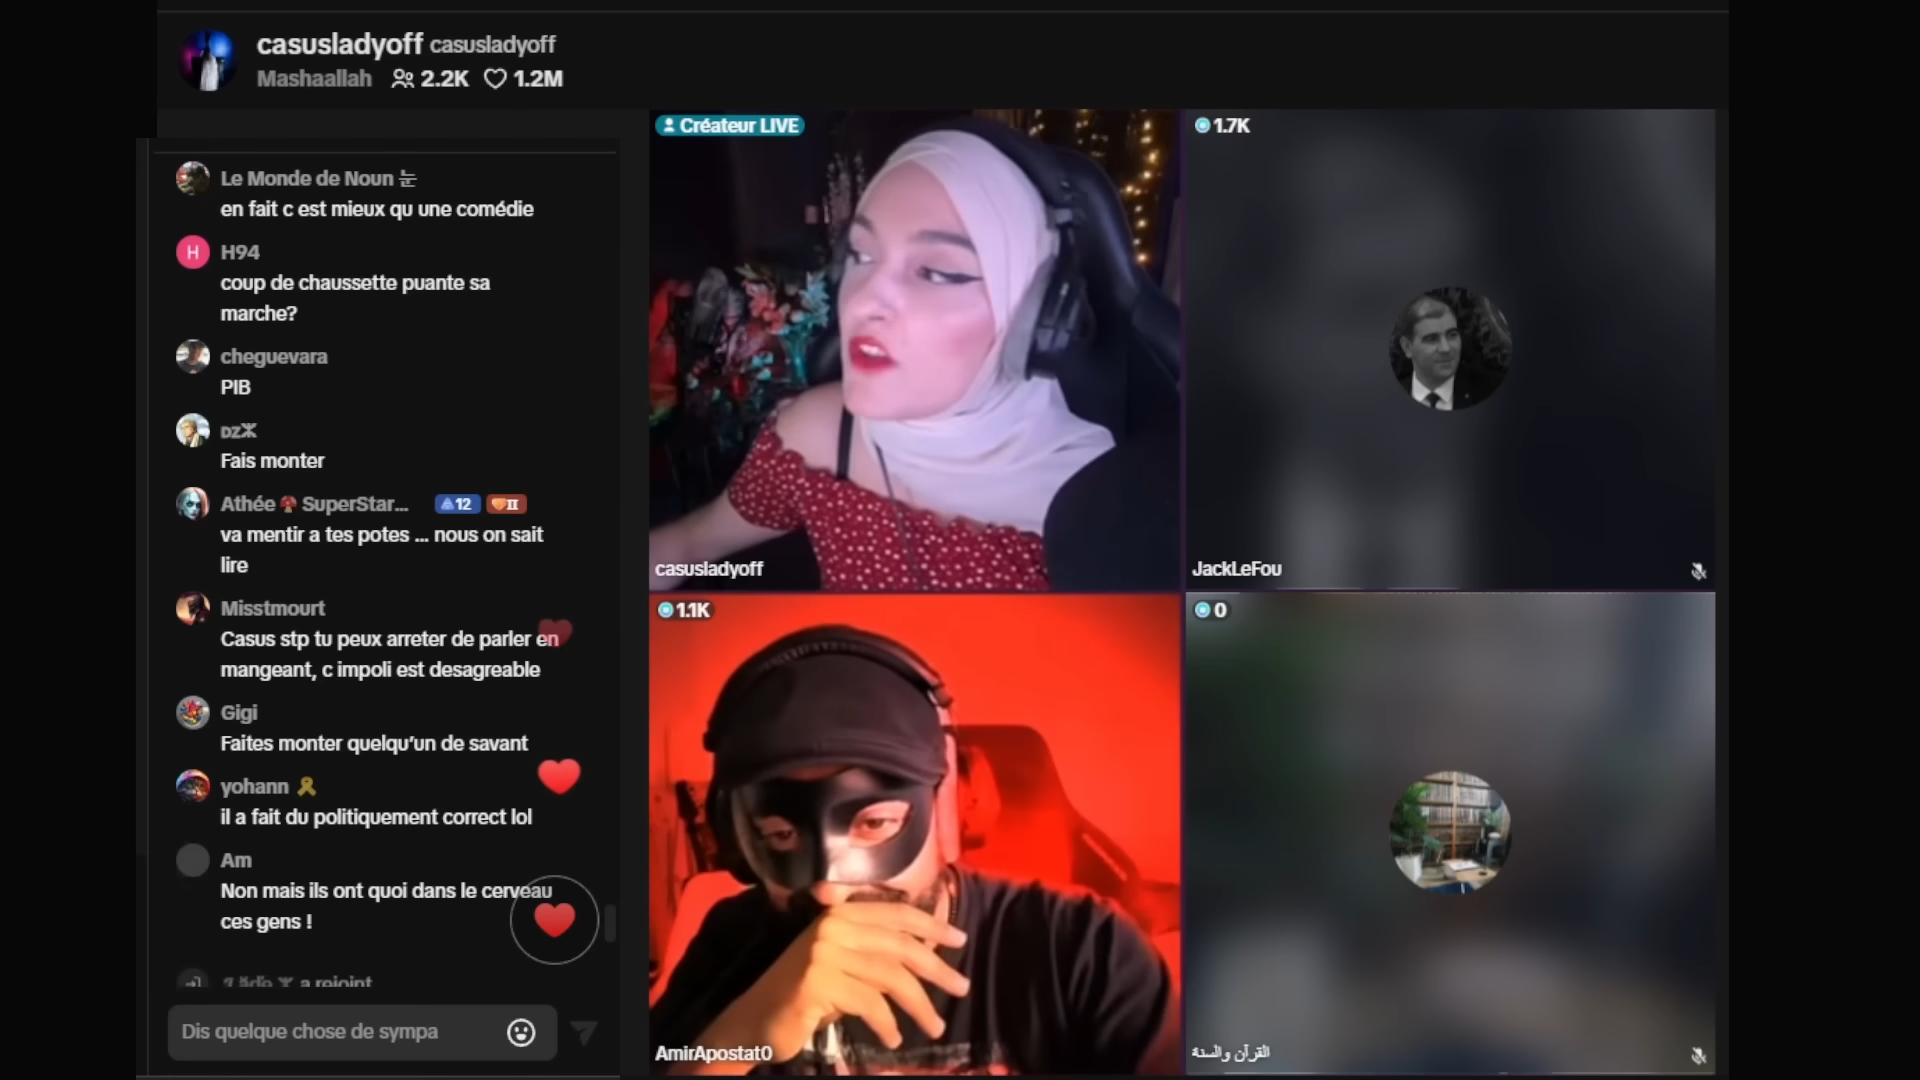 casusladyoff casusladyoff
Mashaallah 2.2K 1.2M
Le Monde de Noun 눈
en fait c est mieux qu une comédie
H
H94
coup de chaussette puante sa
marche?
cheguevara
PIB
ᴅᴢⵣ
Fais monter
Athée SuperStar... 12 II
va mentir a tes potes ... nous on sait
lire
Misstmourt
Casus stp tu peux arreter de parler en
mangeant, c impoli est desagreable
Gigi
Faites monter quelqu'un de savant
yohann
il a fait du politiquement correct lol
Am
Non mais ils ont quoi dans le cerveau
ces gens !
a rejoint
Dis quelque chose de sympa
Créateur LIVE
casusladyoff
1.7K
JackLeFou
1.1K
AmirApostat0
0
القرآن والسنة